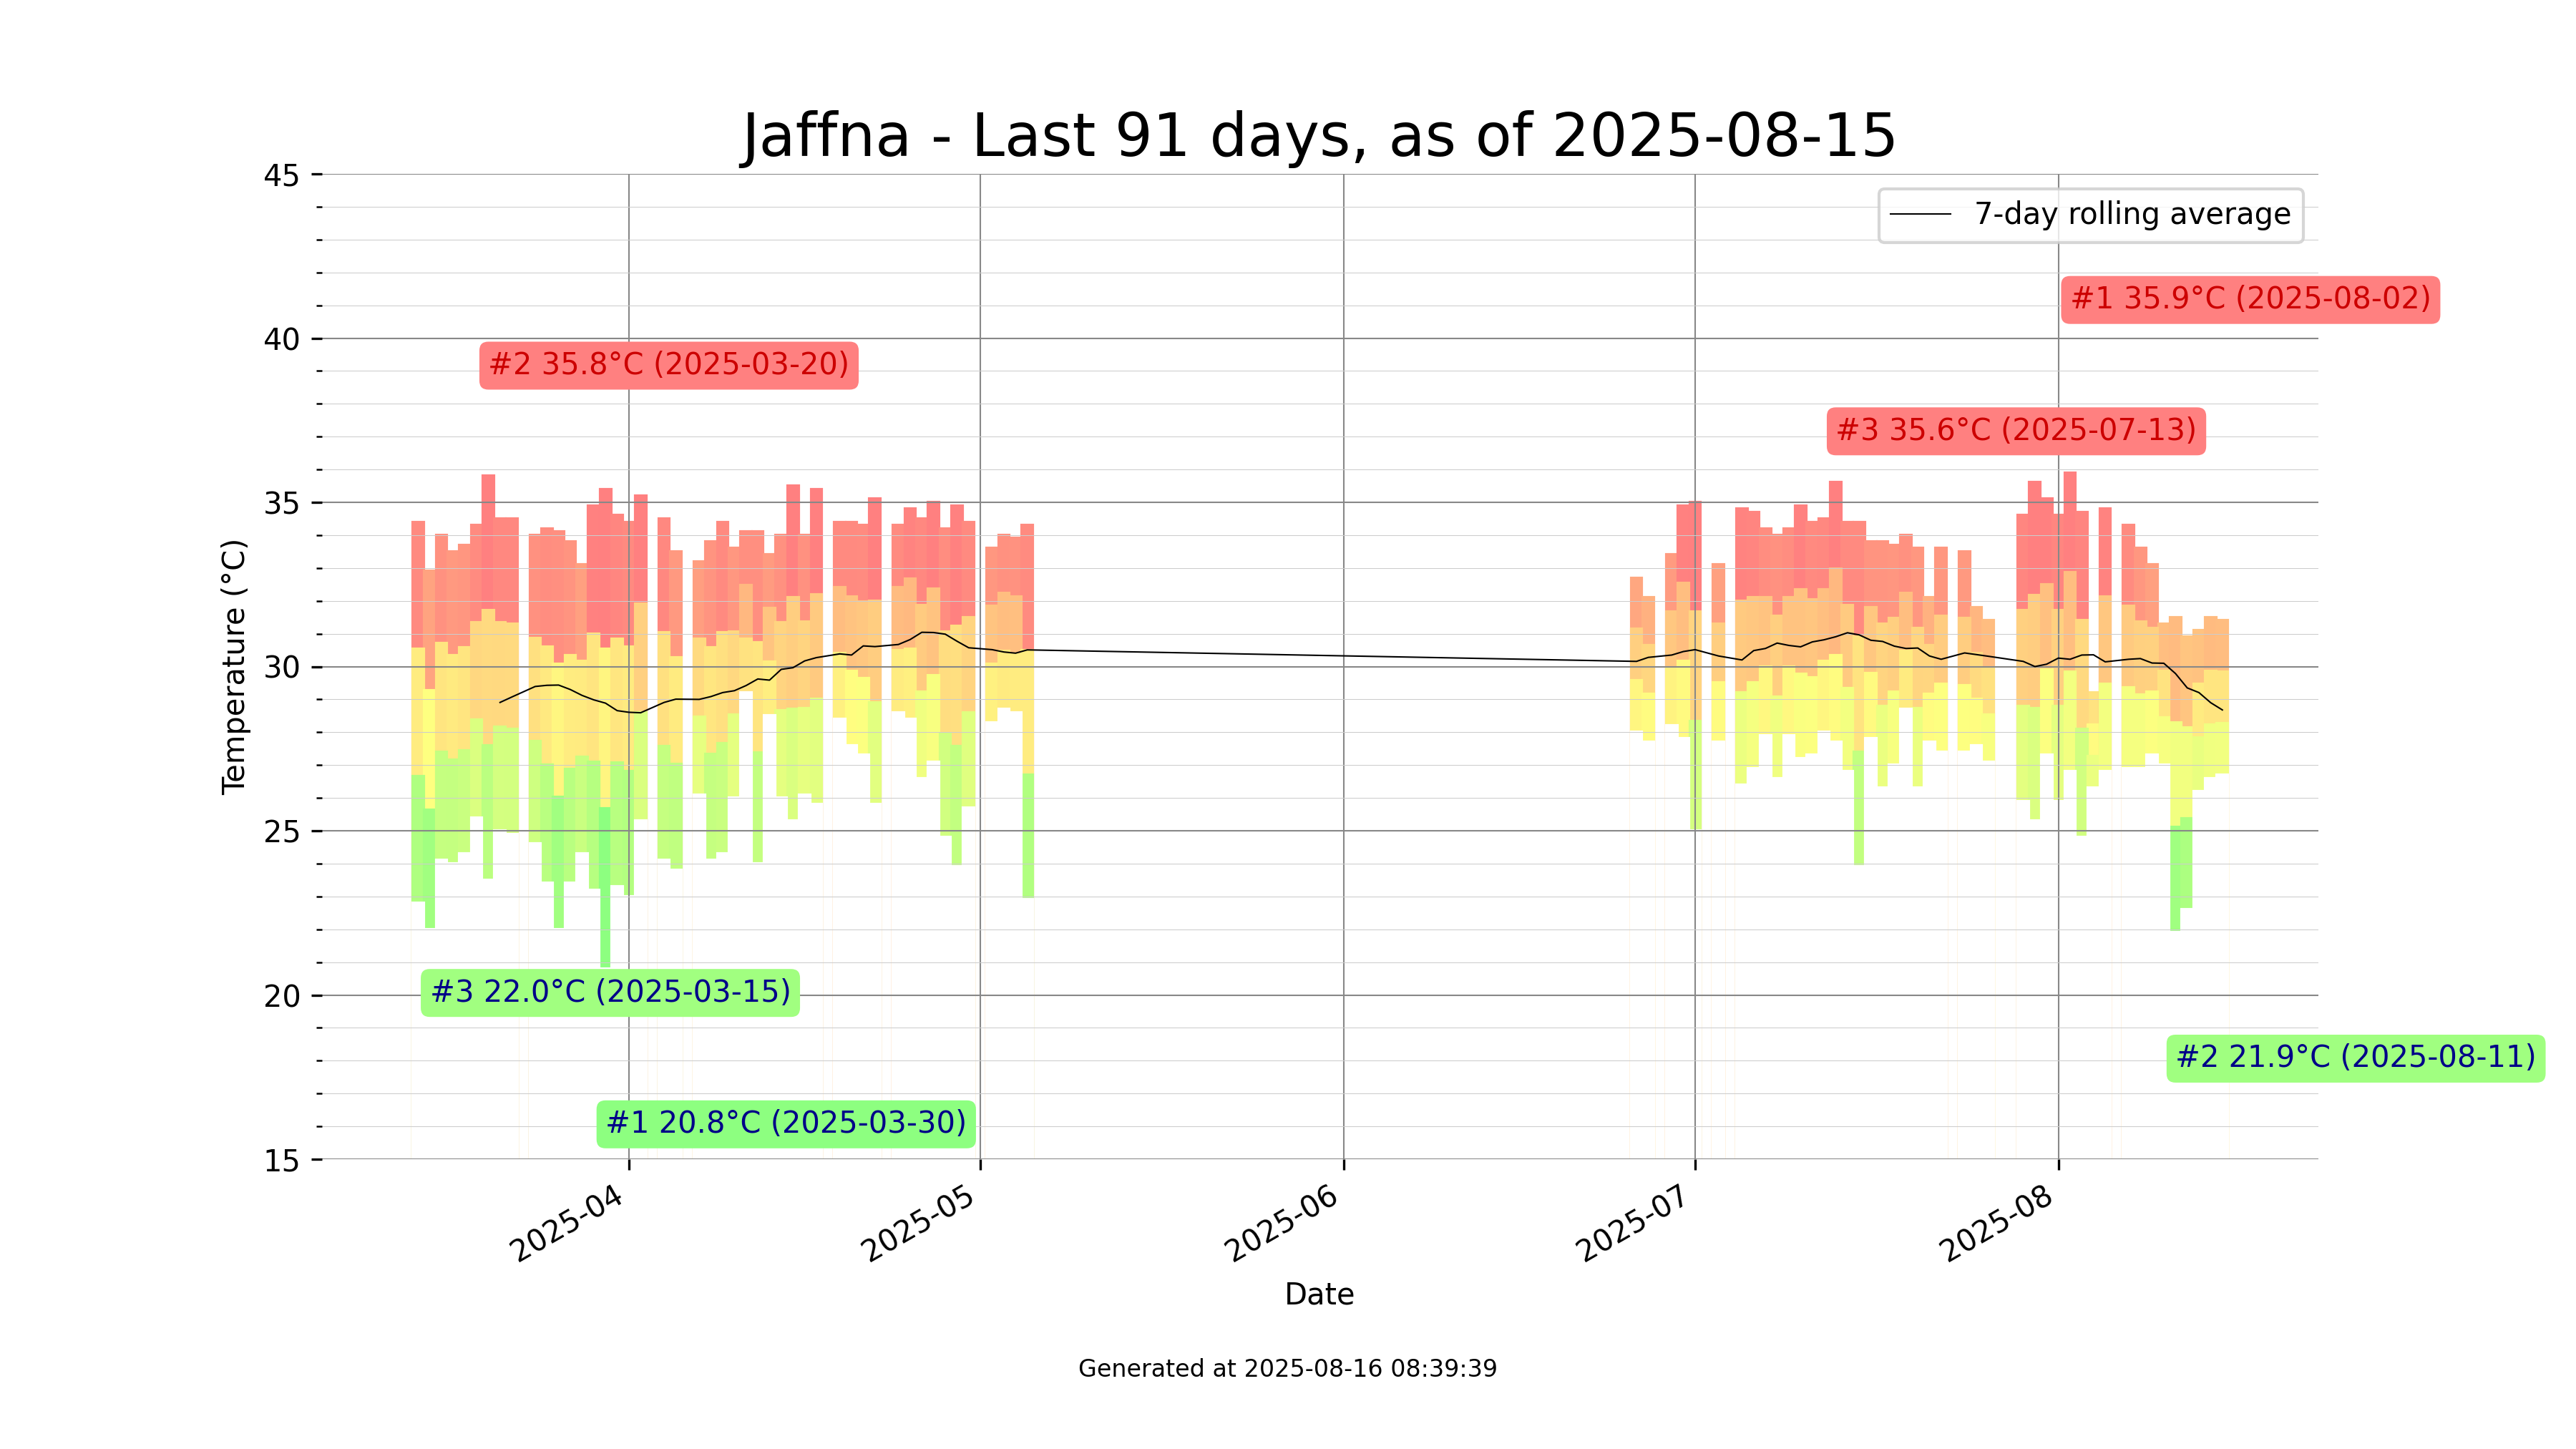 Jaffna - Last 91 days, as of 2025-08-15
45
40
35
30
25
20
15
Temperature (°C)
7-day rolling average
#1 35.9°C (2025-08-02)
#2 35.8°C (2025-03-20)
#3 35.6°C (2025-07-13)
#3 22.0°C (2025-03-15)
#2 21.9°C (2025-08-11)
#1 20.8°C (2025-03-30)
2025-04
2025-05
2025-06
2025-07
2025-08
Date
Generated at 2025-08-16 08:39:39